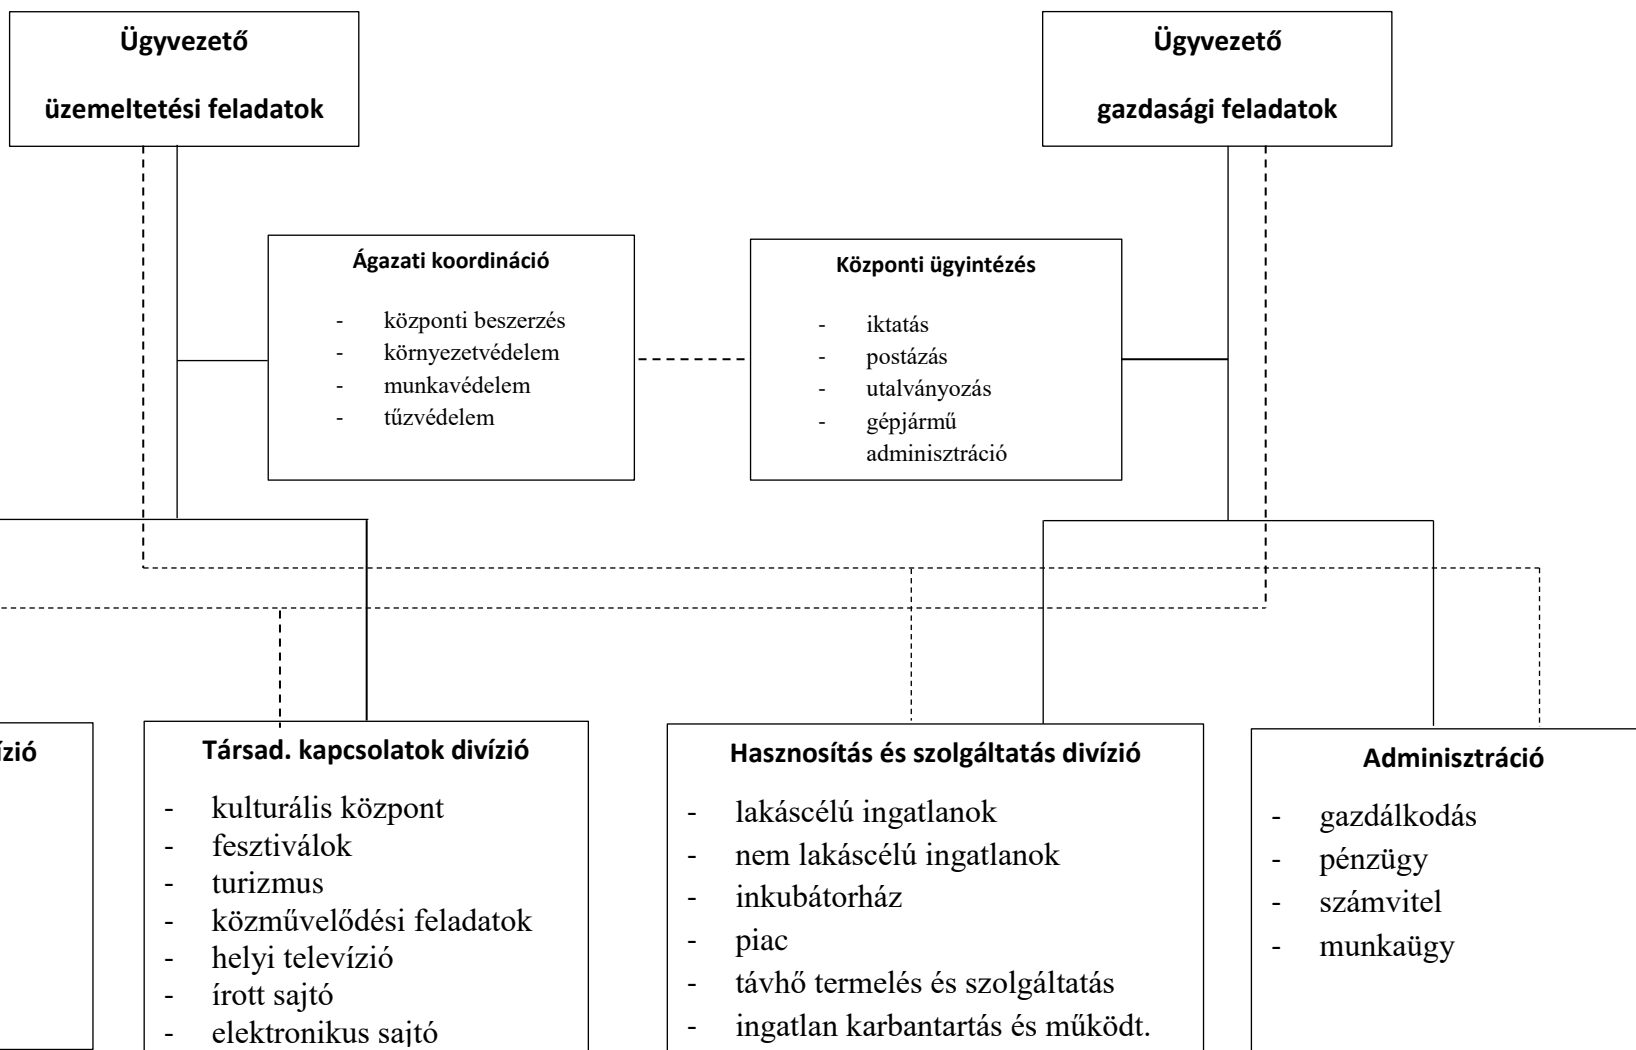 Ügyvezető
üzemeltetési feladatok
Ügyvezető
gazdasági feladatok
Ágazati koordináció
- központi beszerzés
- környezetvédelem
- munkavédelem
- tűzvédelem
Központi ügyintézés
- iktatás
- postázás
- utalványozás
- gépjármű
adminisztráció
Társad. kapcsolatok divízió
- kulturális központ
- fesztiválok
- turizmus
- közművelődési feladatok
- helyi televízió
- írott sajtó
- elektronikus sajtó
Hasznosítás és szolgáltatás divízió
- lakáscélú ingatlanok
- nem lakáscélú ingatlanok
- inkubátorház
- piac
- távhő termelés és szolgáltatás
- ingatlan karbantartás és működt.
Adminisztráció
- gazdálkodás
- pénzügy
- számvitel
- munkaügy